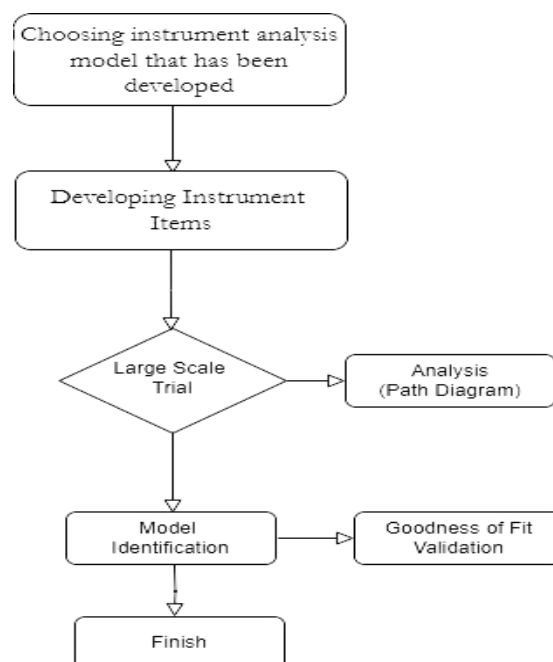 Choosing instrument analysis
model that has been
developed
Developing Instrument
Items
Large Scale
Trial
Analysis
(Path Diagram)
Model
Identification
Goodness of Fit
Validation
Finish